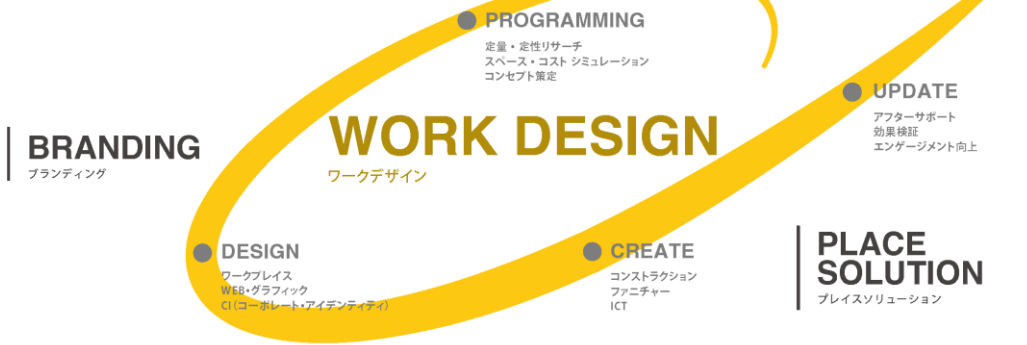 PROGRAMMING
定量・定性リサーチ
スペース・コスト シミュレーション
コンセプト策定
UPDATE
アフターサポート
効果検証
エンゲージメント向上
BRANDING
ブランディング
WORK DESIGN
ワークデザイン
DESIGN
ワークプレイス
WEB・グラフィック
CI（コーポレート・アイデンティティ）
CREATE
コンストラクション
ファニチャー
ICT
PLACE
SOLUTION
プレイスソリューション